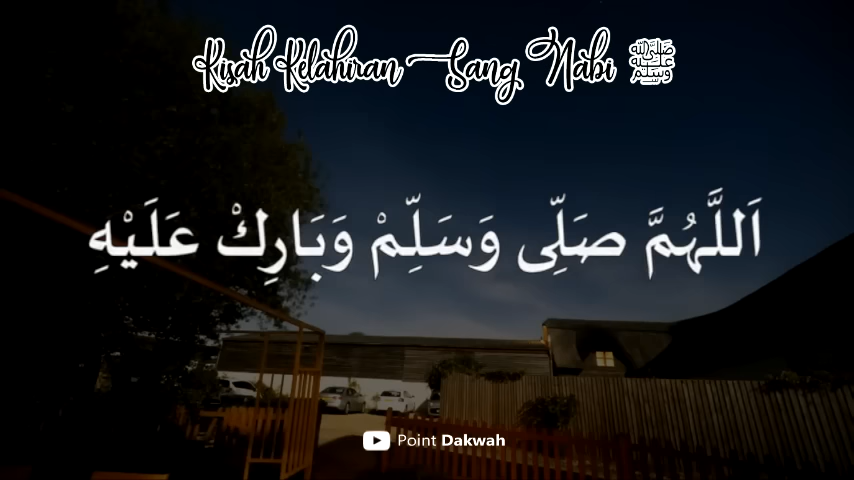 Kisah Kelahiran Sang Nabi ﷺ
اَللَّهُمَّ صَلِّى وَسَلِّمْ وَبَارِكْ عَلَيْهِ
Point Dakwah